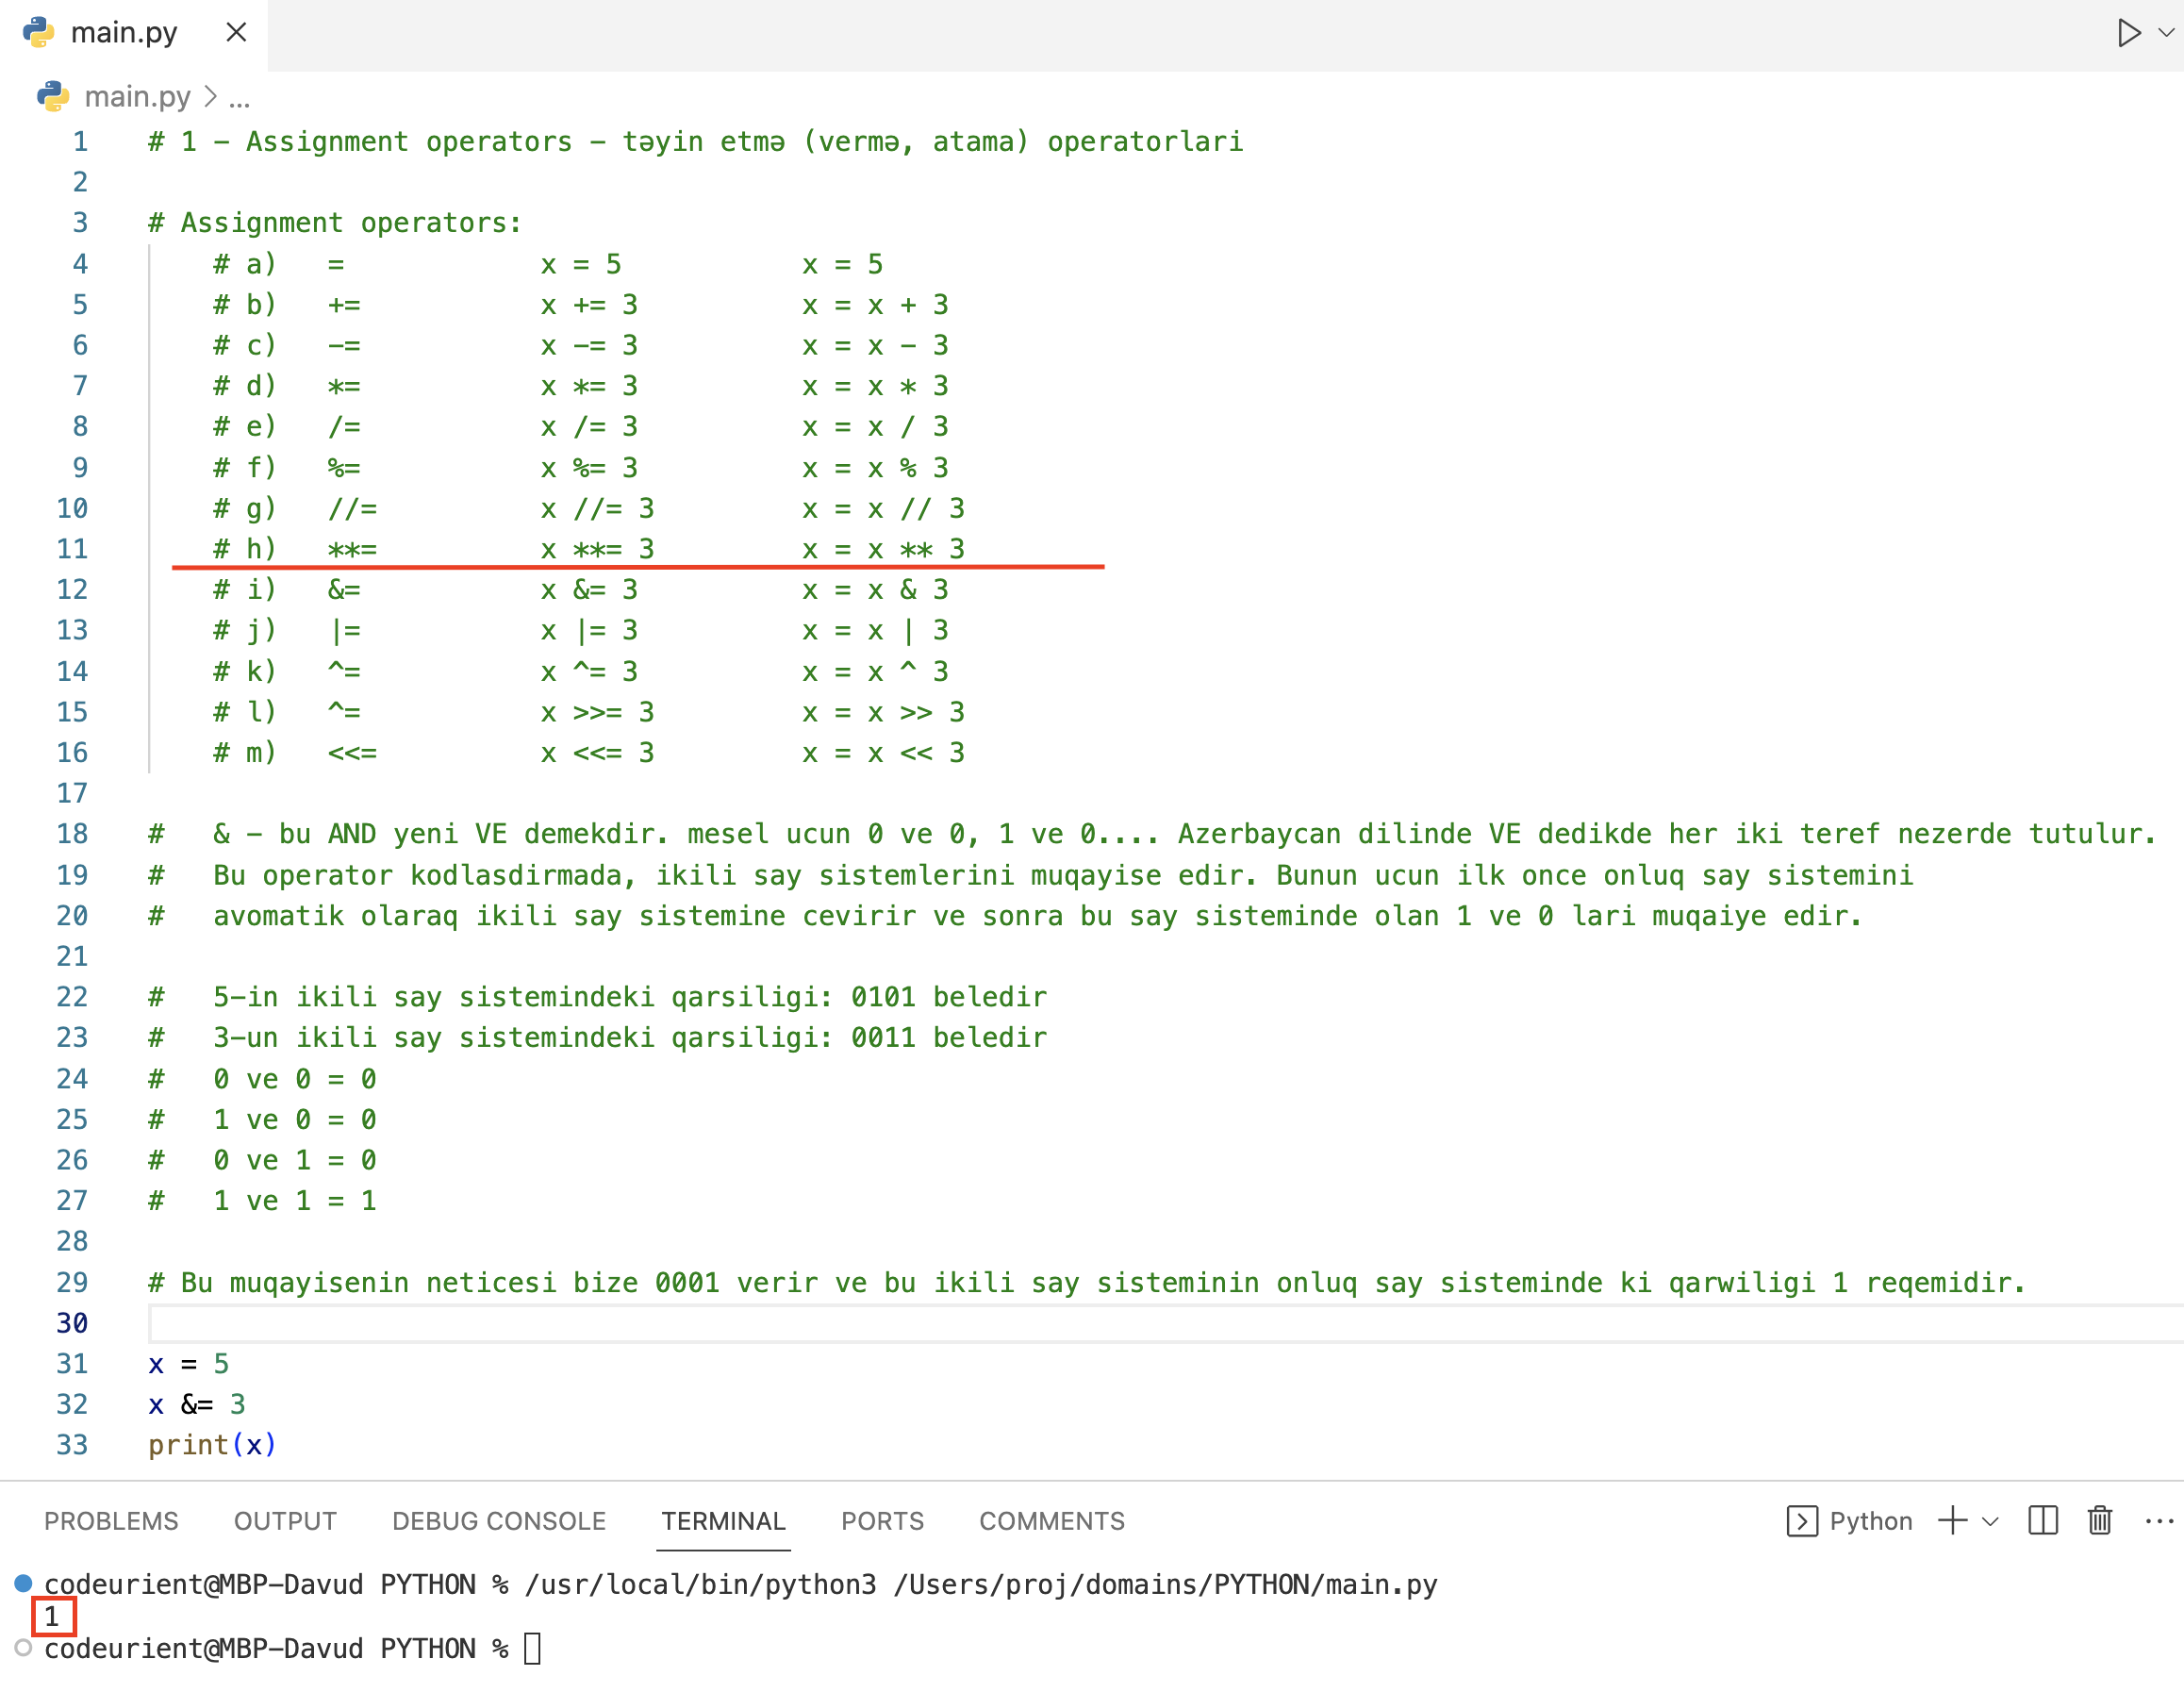 main.py
main.py > ...
1 # 1 - Assignment operators - təyin etmə (vermə, atama) operatorlari
2
3 # Assignment operators:
4 # a) = x = 5 x = 5
5 # b) += x += 3 x = x + 3
6 # c) -= x -= 3 x = x - 3
7 # d) *= x *= 3 x = x * 3
8 # e) /= x /= 3 x = x / 3
9 # f) %= x %= 3 x = x % 3
10 # g) //= x //= 3 x = x // 3
11 # h) **= x **= 3 x = x ** 3
12 # i) &= x &= 3 x = x & 3
13 # j) |= x |= 3 x = x | 3
14 # k) ^= x ^= 3 x = x ^ 3
15 # l) ^= x >>= 3 x = x >> 3
16 # m) <<= x <<= 3 x = x << 3
17
18 # & - bu AND yeni VE demekdir. mesel ucun 0 ve 0, 1 ve 0.... Azerbaycan dilinde VE dedikde her iki teref nezerde tutulur.
19 # Bu operator kodlasdirmada, ikili say sistemlerini muqayise edir. Bunun ucun ilk once onluq say sistemini
20 # avomatik olaraq ikili say sistemine cevirir ve sonra bu say sisteminde olan 1 ve 0 lari muqaiye edir.
21
22 # 5-in ikili say sistemindeki qarsiligi: 0101 beledir
23 # 3-un ikili say sistemindeki qarsiligi: 0011 beledir
24 # 0 ve 0 = 0
25 # 1 ve 0 = 0
26 # 0 ve 1 = 0
27 # 1 ve 1 = 1
28
29 # Bu muqayisenin neticesi bize 0001 verir ve bu ikili say sisteminin onluq say sisteminde ki qarwiligi 1 reqemidir.
30
31 x = 5
32 x &= 3
33 print(x)
PROBLEMS OUTPUT DEBUG CONSOLE TERMINAL PORTS COMMENTS Python
codeurient@MBP-Davud PYTHON % /usr/local/bin/python3 /Users/proj/domains/PYTHON/main.py
1
codeurient@MBP-Davud PYTHON %